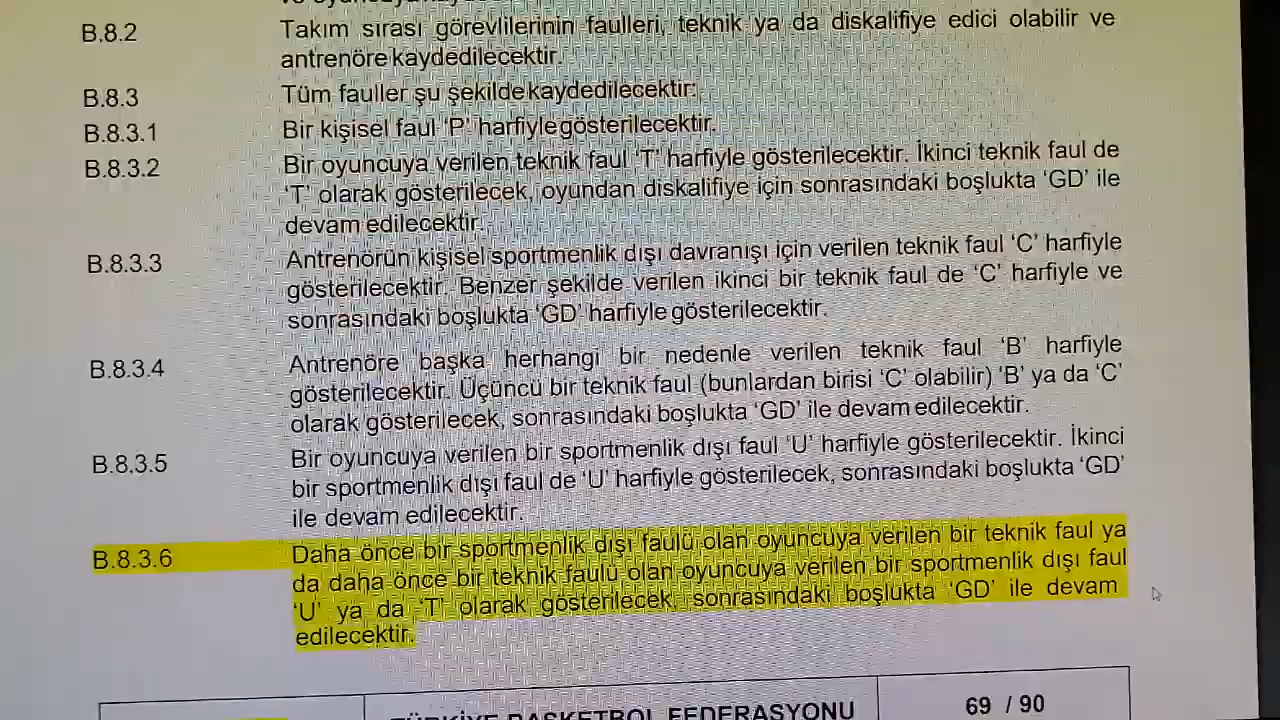 B.8.2 Takım sırası görevlilerinin faulleri, teknik ya da diskalifiye edici olabilir ve
antrenöre kaydedilecektir.
B.8.3 Tüm fauller şu şekilde kaydedilecektir:
B.8.3.1 Bir kişisel faul ‘P’ harfiyle gösterilecektir.
B.8.3.2 Bir oyuncuya verilen teknik faul ‘T’ harfiyle gösterilecektir. İkinci teknik faul de
‘T’ olarak gösterilecek, oyundan diskalifiye için sonrasındaki boşlukta ‘GD’ ile
devam edilecektir.
B.8.3.3 Antrenörün kişisel sportmenlik dışı davranışı için verilen teknik faul ‘C’ harfiyle
gösterilecektir. Benzer şekilde verilen ikinci bir teknik faul de ‘C’ harfiyle ve
sonrasındaki boşlukta ‘GD’ harfiyle gösterilecektir.
B.8.3.4 Antrenöre başka herhangi bir nedenle verilen teknik faul ‘B’ harfiyle
gösterilecektir. Üçüncü bir teknik faul (bunlardan birisi ‘C’ olabilir) ‘B’ ya da ‘C’
olarak gösterilecek, sonrasındaki boşlukta ‘GD’ ile devam edilecektir.
B.8.3.5 Bir oyuncuya verilen bir sportmenlik dışı faul ‘U’ harfiyle gösterilecektir. İkinci
bir sportmenlik dışı faul de ‘U’ harfiyle gösterilecek, sonrasındaki boşlukta ‘GD’
ile devam edilecektir.
B.8.3.6 Daha önce bir sportmenlik dışı faulü olan oyuncuya verilen bir teknik faul ya
da daha önce bir teknik faulü olan oyuncuya verilen bir sportmenlik dışı faul
‘U’ ya da ‘T’ olarak gösterilecek, sonrasındaki boşlukta ‘GD’ ile devam
edilecektir.
TÜRKİYE BASKETBOL FEDERASYONU 69 / 90